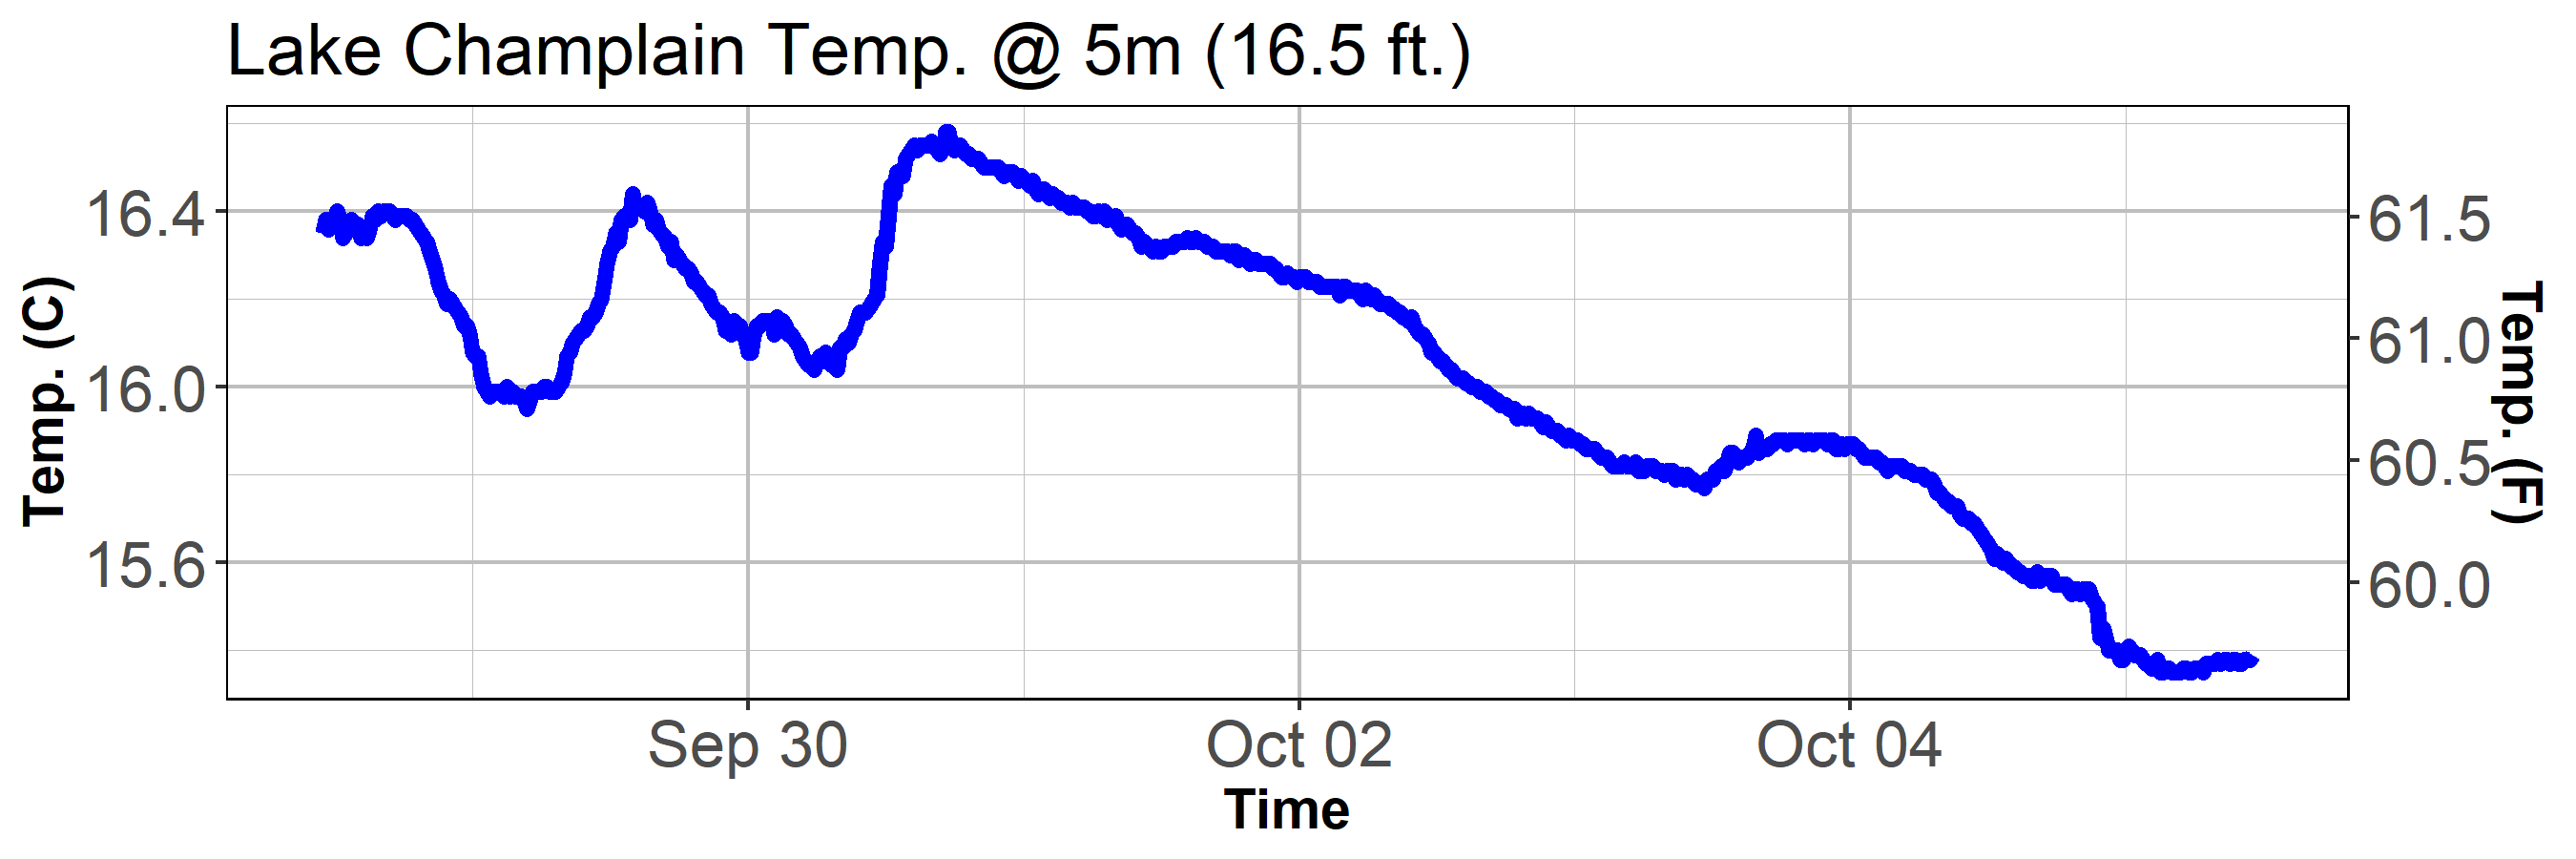 Lake Champlain Temp. @ 5m (16.5 ft.)
Temp. (C)
16.4
16.0
15.6
61.5
61.0
60.5
60.0
Temp. (F)
Sep 30
Oct 02
Oct 04
Time